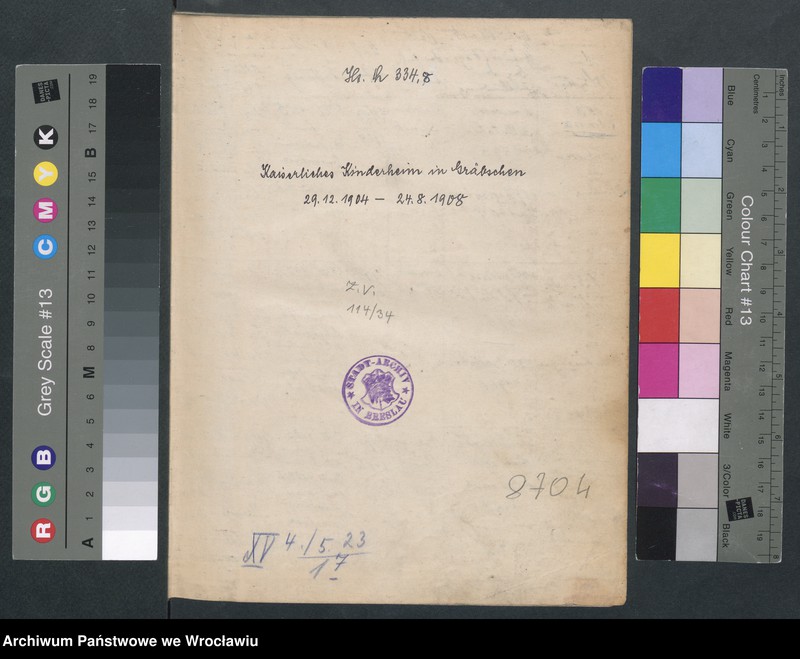 Hs. R 334,8
Kaiserliches Kinderheim in Gräbschen
29.12.1904 — 24.8.1908
Z.V.
114/34
* STADT-ARCHIV *
IN BRESLAU
8704
XV 4./5. 23
17
Grey Scale #13
R G B
C M Y K
A 1 2 3 4 5 6 M 8 9 10 11 12 13 14 15 B 17 18 19
DANES
PICTA
Colour Chart #13
Blue
Cyan
Green
Yellow
Red
Magenta
White
3/Color
Black
Centimetres
Inches
Archiwum Państwowe we Wrocławiu